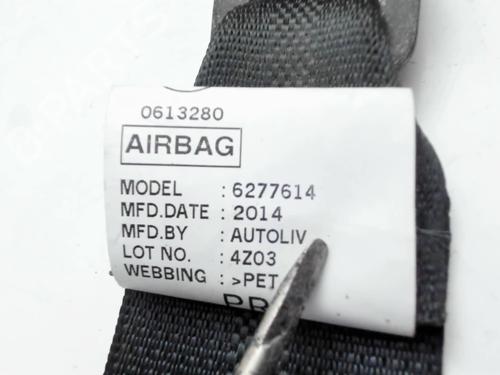 0613280
AIRBAG
MODEL : 6277614
MFD.DATE : 2014
MFD.BY : AUTOLIV
LOT NO. : 4Z03
WEBBING : >PET